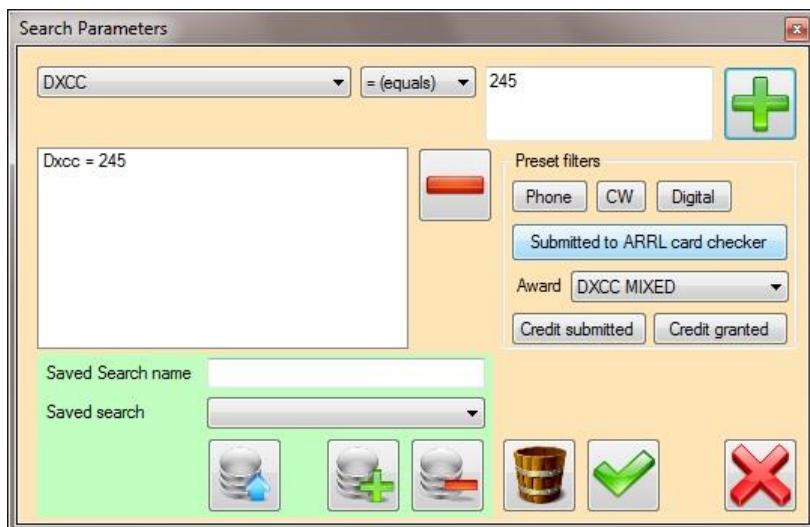 Search Parameters
DXCC = (equals) 245
Dxcc = 245
Preset filters
Phone CW Digital
Submitted to ARRL card checker
Award DXCC MIXED
Credit submitted Credit granted
Saved Search name
Saved search